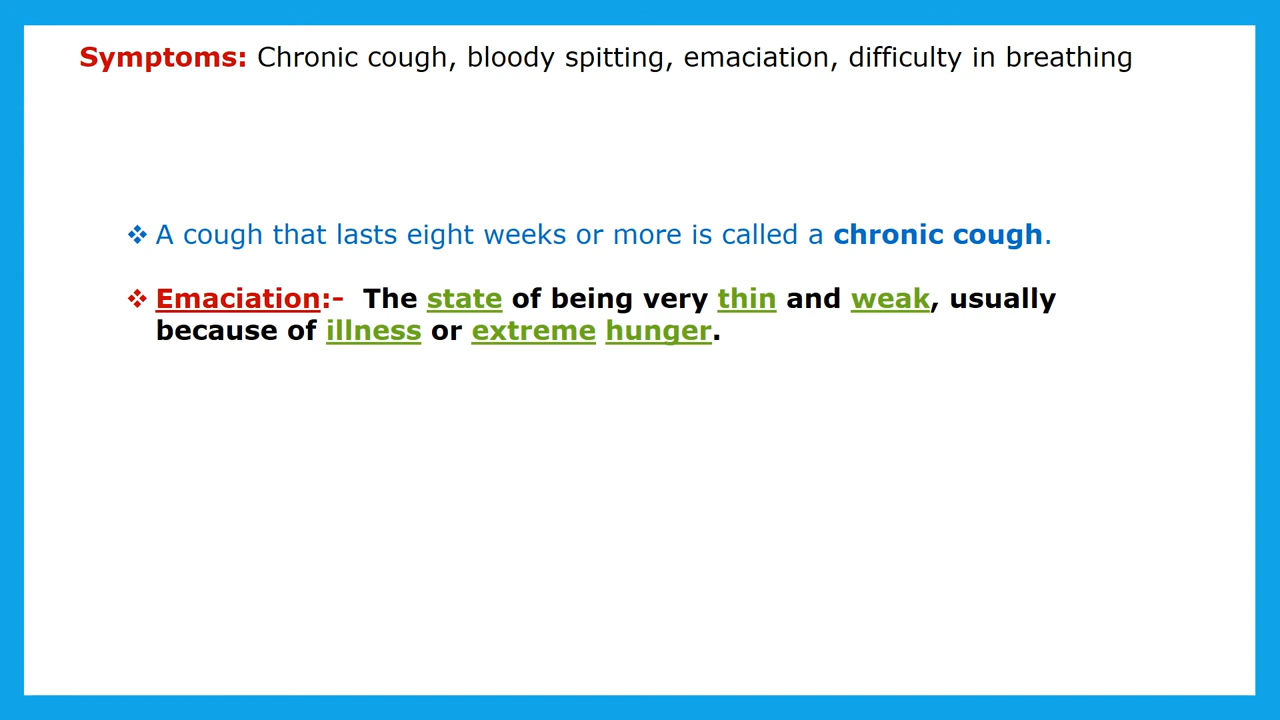 Symptoms: Chronic cough, bloody spitting, emaciation, difficulty in breathing
❖ A cough that lasts eight weeks or more is called a chronic cough.
❖ Emaciation:- The state of being very thin and weak, usually
because of illness or extreme hunger.